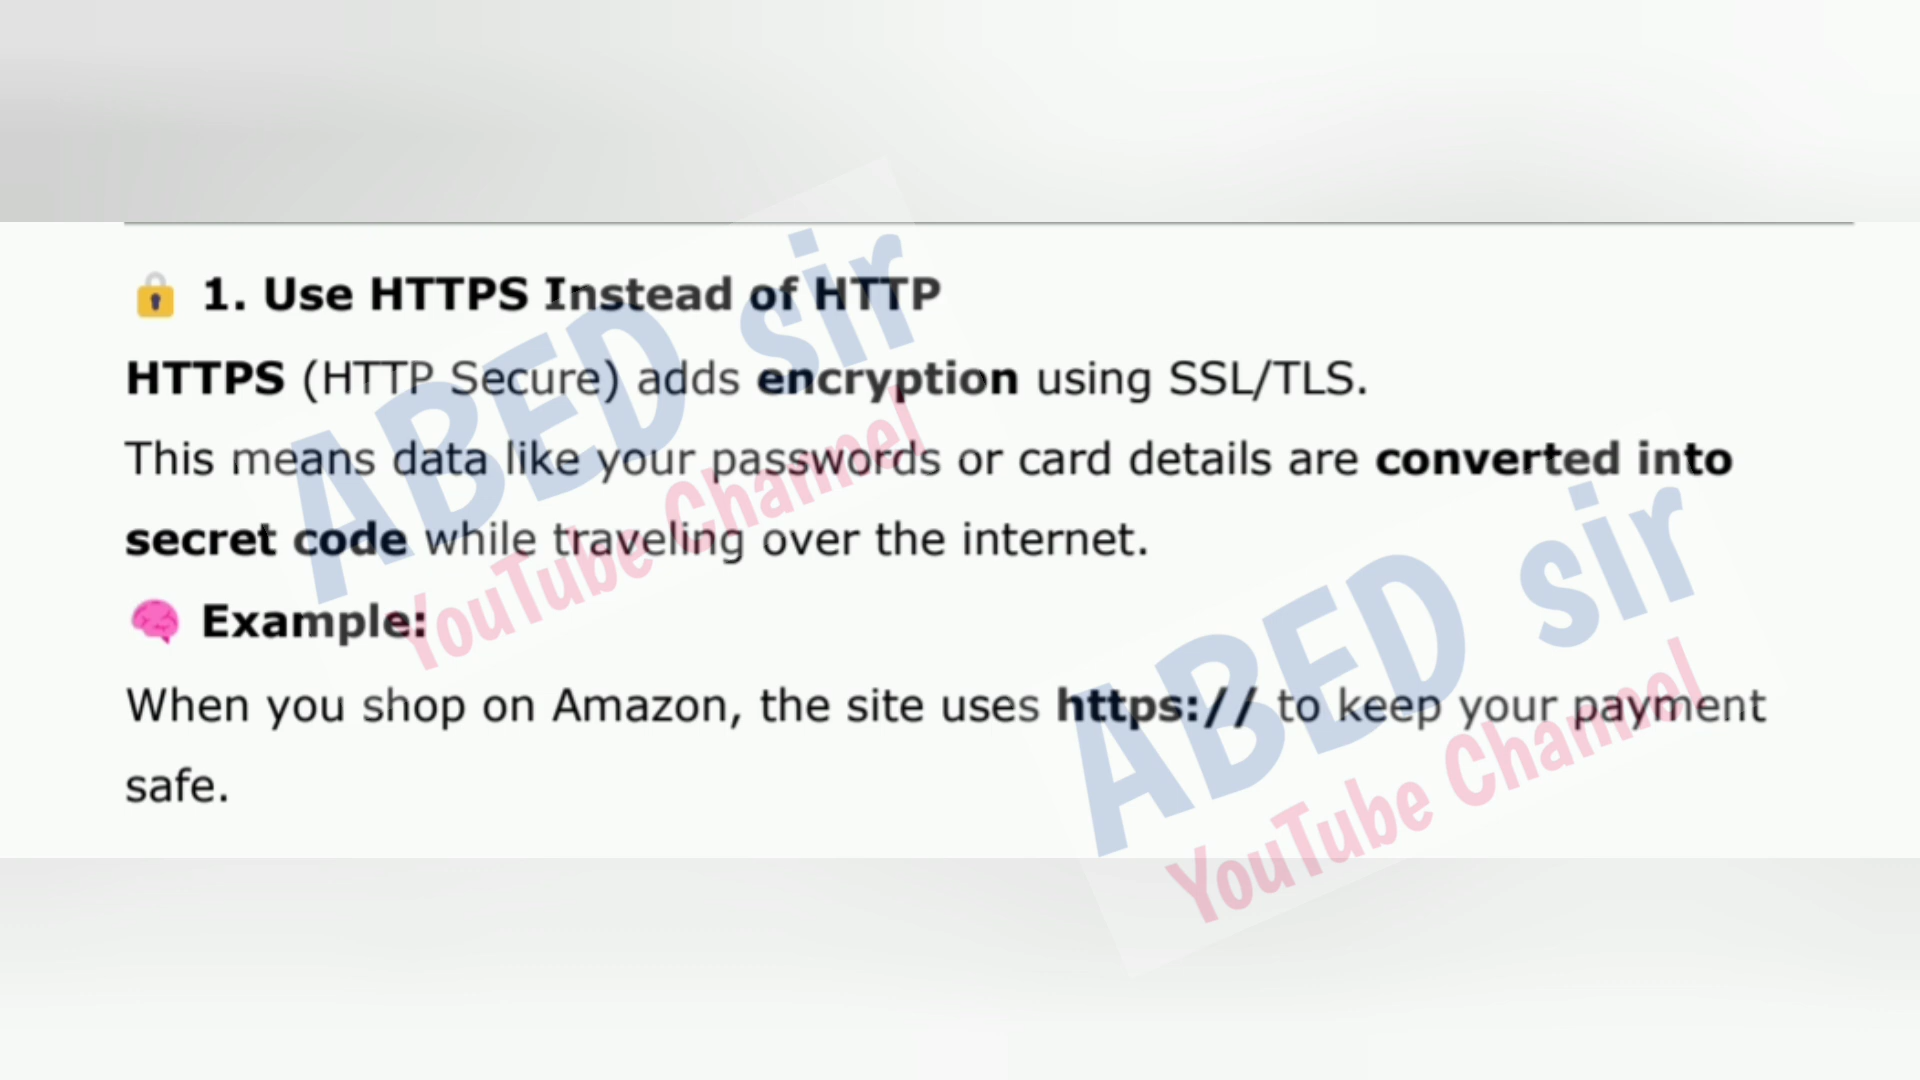 🔒 1. Use HTTPS Instead of HTTP
HTTPS (HTTP Secure) adds encryption using SSL/TLS.
This means data like your passwords or card details are converted into
secret code while traveling over the internet.
🧠 Example:
When you shop on Amazon, the site uses https:// to keep your payment
safe.
ABED sir
YouTube Channel
ABED sir
YouTube Channel